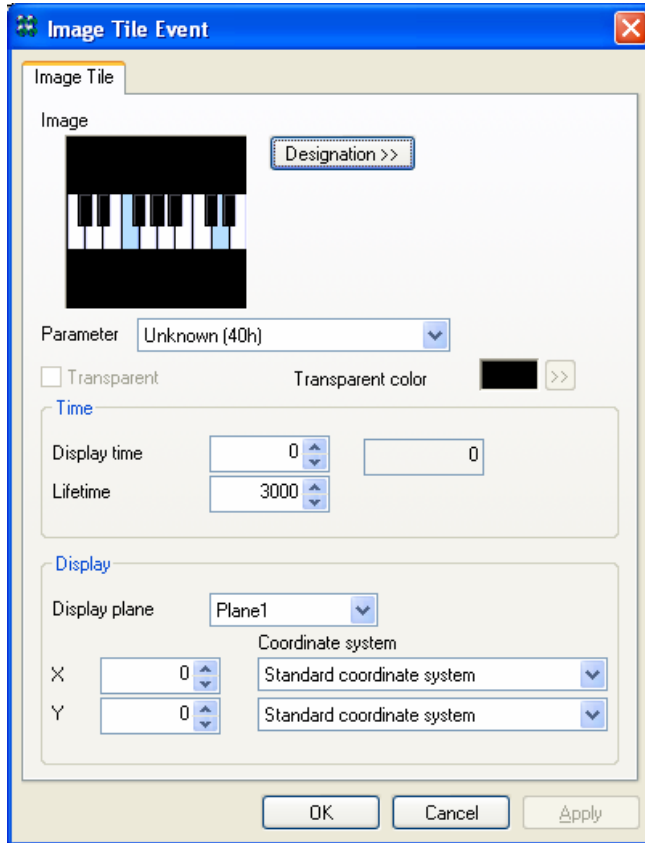 Image Tile Event
Image Tile
Image
Designation >>
Parameter Unknown (40h)
Transparent Transparent color >>
Time
Display time 0 0
Lifetime 3000
Display
Display plane Plane1
Coordinate system
X 0 Standard coordinate system
Y 0 Standard coordinate system
OK Cancel Apply